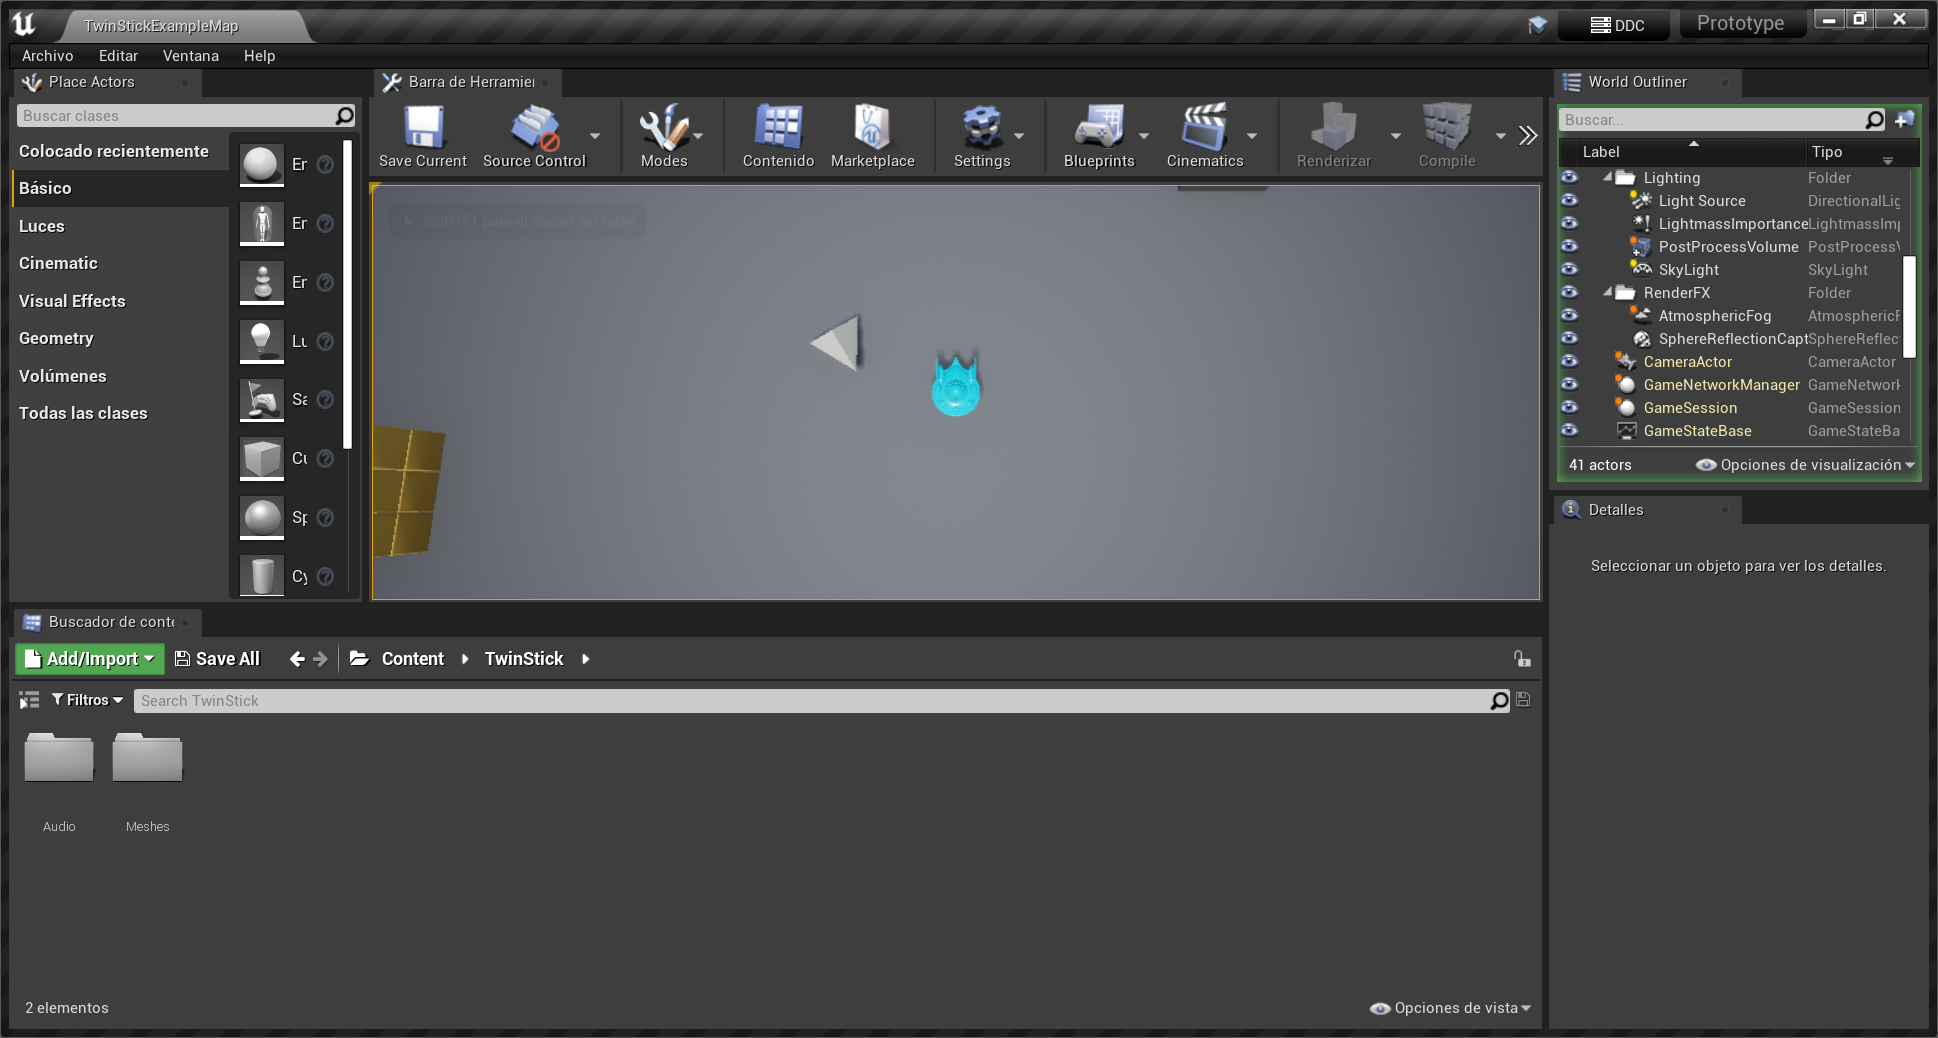 TwinStickExampleMap
DDC
Prototype
Archivo Editar Ventana Help
Place Actors
Buscar clases
Colocado recientemente
Básico
Luces
Cinematic
Visual Effects
Geometry
Volúmenes
Todas las clases
Er
Er
Er
Lu
Sa
Cu
Sp
Cy
Barra de Herramier
Save Current
Source Control
Modes
Contenido
Marketplace
Settings
Blueprints
Cinematics
Renderizar
Compile
Shift+F1 para el cursor del ratón
World Outliner
Buscar...
Label Tipo
Lighting Folder
Light Source DirectionalLig
LightmassImportance LightmassImp
PostProcessVolume PostProcessV
SkyLight SkyLight
RenderFX Folder
AtmosphericFog AtmosphericF
SphereReflectionCapt SphereReflec
CameraActor CameraActor
GameNetworkManager GameNetwork
GameSession GameSession
GameStateBase GameStateBa
41 actors Opciones de visualización
Detalles
Seleccionar un objeto para ver los detalles.
Buscador de conte
Add/Import Save All Content TwinStick
Filtros Search TwinStick
Audio
Meshes
2 elementos
Opciones de vista